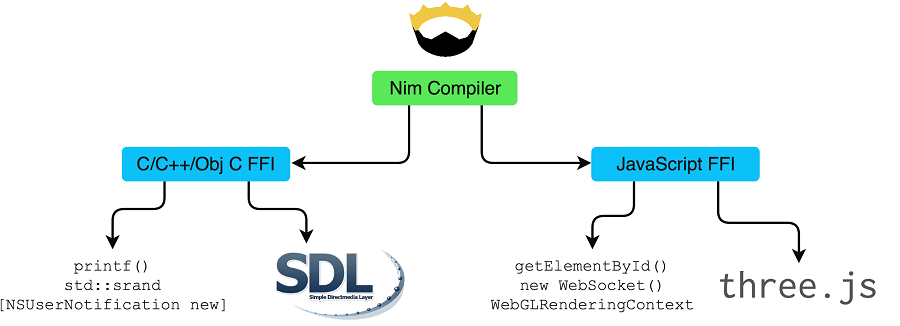 Nim Compiler
C/C++/Obj C FFI
JavaScript FFI
printf()
std::srand
[NSUserNotification new]
SDL
Simple Directmedia Layer
getElementById()
new WebSocket()
WebGLRenderingContext
three.js